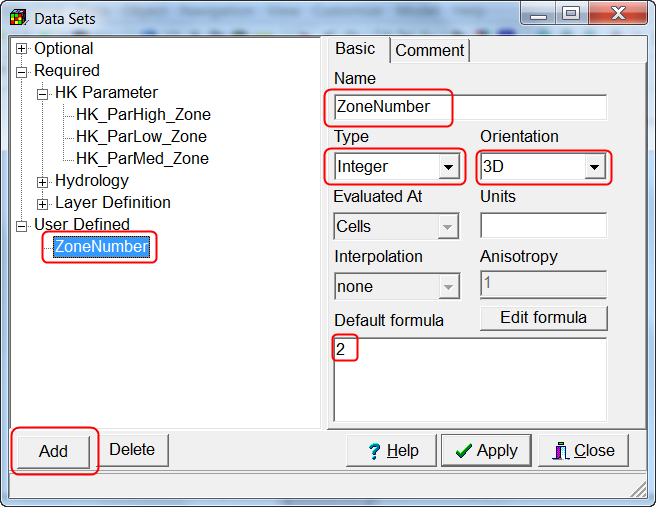 Data Sets
Optional
Required
HK Parameter
HK_ParHigh_Zone
HK_ParLow_Zone
HK_ParMed_Zone
Hydrology
Layer Definition
User Defined
ZoneNumber
Basic Comment
Name
ZoneNumber
Type Orientation
Integer 3D
Evaluated At Units
Cells
Interpolation Anisotropy
none 1
Default formula Edit formula
2
Add Delete Help Apply Close